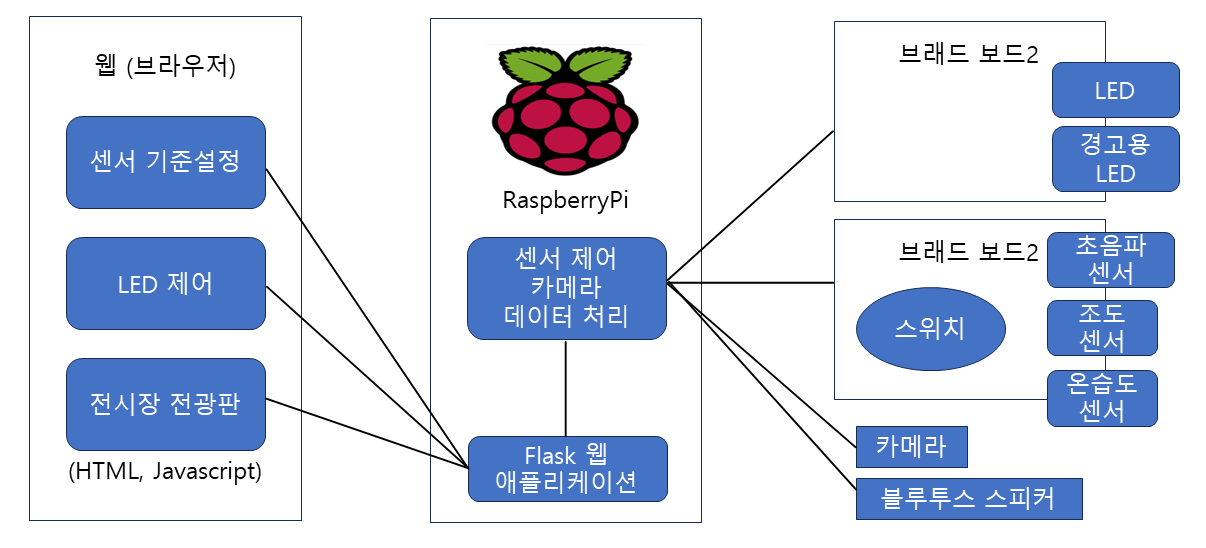 웹 (브라우저)
센서 기준설정
LED 제어
전시장 전광판
(HTML, Javascript)
RaspberryPi
센서 제어
카메라
데이터 처리
Flask 웹
애플리케이션
브래드 보드2
LED
경고용
LED
브래드 보드2
스위치
초음파
센서
조도
센서
온습도
센서
카메라
블루투스 스피커